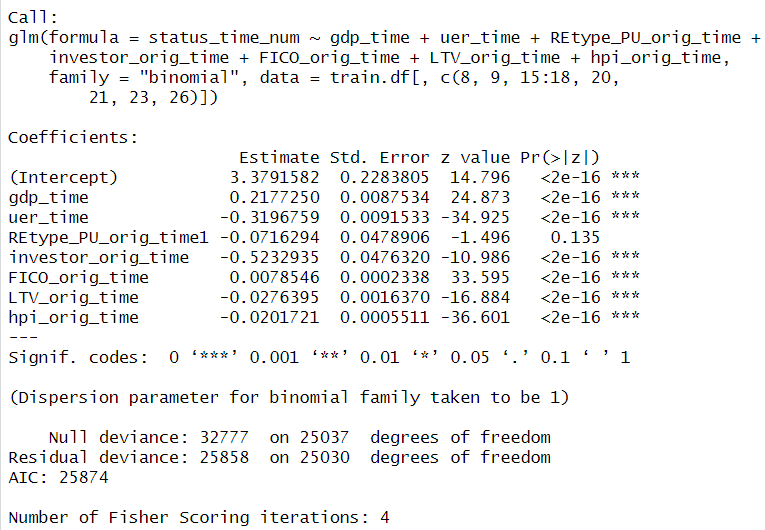 Call:
glm(formula = status_time_num ~ gdp_time + uer_time + REtype_PU_orig_time +
    investor_orig_time + FICO_orig_time + LTV_orig_time + hpi_orig_time,
    family = "binomial", data = train.df[, c(8, 9, 15:18, 20,
        21, 23, 26)])
Coefficients:
                      Estimate Std. Error z value Pr(>|z|)
(Intercept)          3.3791582  0.2283805  14.796   <2e-16 ***
gdp_time             0.2177250  0.0087534  24.873   <2e-16 ***
uer_time            -0.3196759  0.0091533 -34.925   <2e-16 ***
REtype_PU_orig_time1 -0.0716294  0.0478906  -1.496    0.135
investor_orig_time  -0.5232935  0.0476320 -10.986   <2e-16 ***
FICO_orig_time       0.0078546  0.0002338  33.595   <2e-16 ***
LTV_orig_time       -0.0276395  0.0016370 -16.884   <2e-16 ***
hpi_orig_time       -0.0201721  0.0005511 -36.601   <2e-16 ***
---
Signif. codes:  0 ‘***’ 0.001 ‘**’ 0.01 ‘*’ 0.05 ‘.’ 0.1 ‘ ’ 1
(Dispersion parameter for binomial family taken to be 1)
    Null deviance: 32777  on 25037  degrees of freedom
Residual deviance: 25858  on 25030  degrees of freedom
AIC: 25874
Number of Fisher Scoring iterations: 4